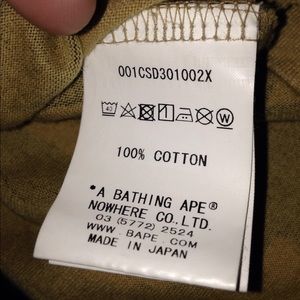 001CSD301002X
100% COTTON
*A BATHING APE®
NOWHERE CO.LTD.
03 (5772) 2524
WWW.BAPE.COM
MADE IN JAPAN